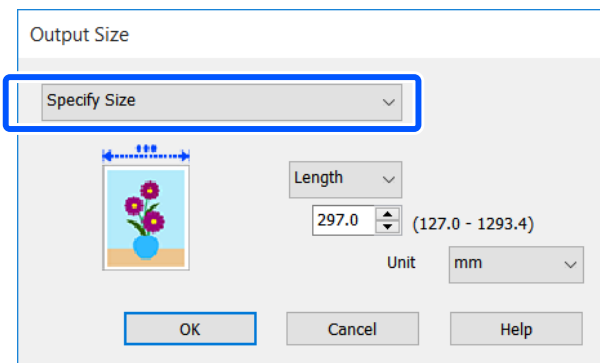 Output Size
Specify Size
Length
297.0 (127.0 - 1293.4)
Unit mm
OK Cancel Help